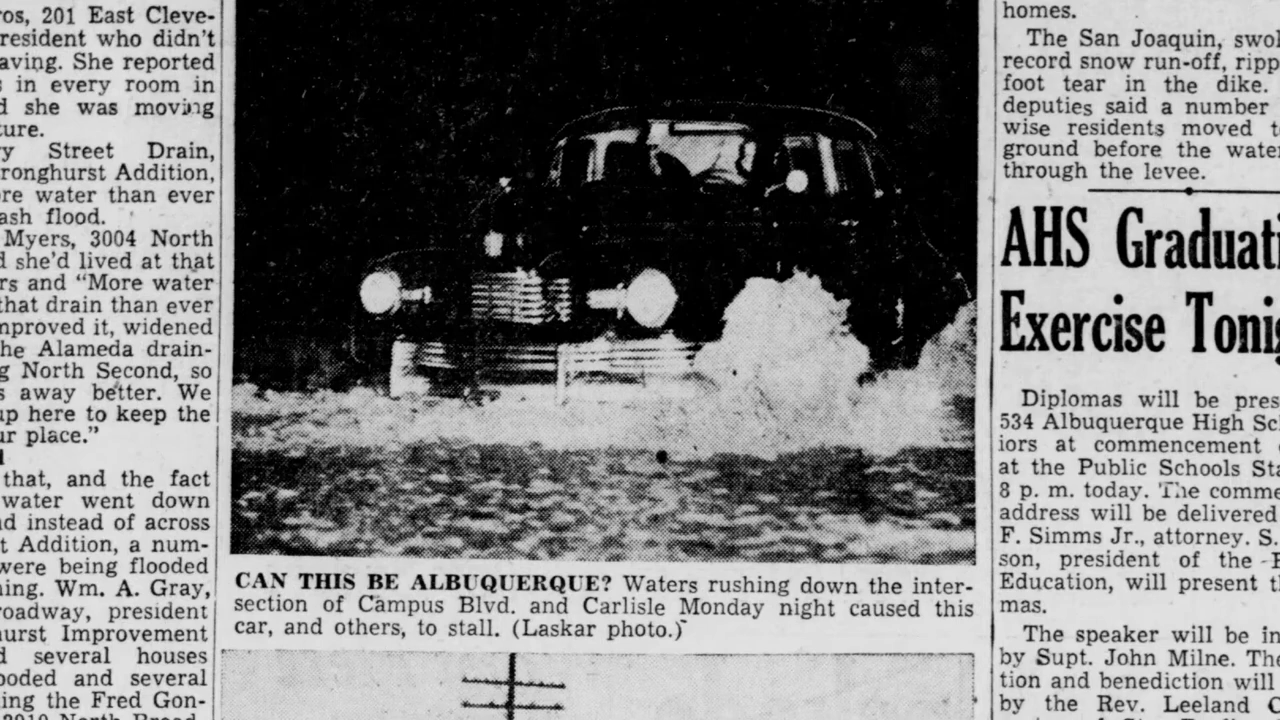 ros, 201 East Cleve-
resident who didn't
aving. She reported
s in every room in
d she was moving
ture.
ry Street Drain,
ronghurst Addition,
ore water than ever
ash flood.
Myers, 3004 North
d she'd lived at that
rs and "More water
that drain than ever
mproved it, widened
he Alameda drain-
g North Second, so
s away better. We
up here to keep the
ur place."
that, and the fact
water went down
nd instead of across
t Addition, a num-
were being flooded
ning. Wm. A. Gray,
roadway, president
hurst Improvement
d several houses
ooded and several
ing the Fred Gon-
CAN THIS BE ALBUQUERQUE? Waters rushing down the inter-
section of Campus Blvd. and Carlisle Monday night caused this
car, and others, to stall. (Laskar photo.)
homes.
The San Joaquin, swol
record snow run-off, ripp
foot tear in the dike.
deputies said a number
wise residents moved t
ground before the water
through the levee.
AHS Graduati
Exercise Toni
Diplomas will be pres
534 Albuquerque High Sch
iors at commencement
at the Public Schools Sta
8 p. m. today. The comme
address will be delivered
F. Simms Jr., attorney. S.
son, president of the
Education, will present t
mas.
The speaker will be in
by Supt. John Milne. The
tion and benediction will
by the Rev. Leeland C